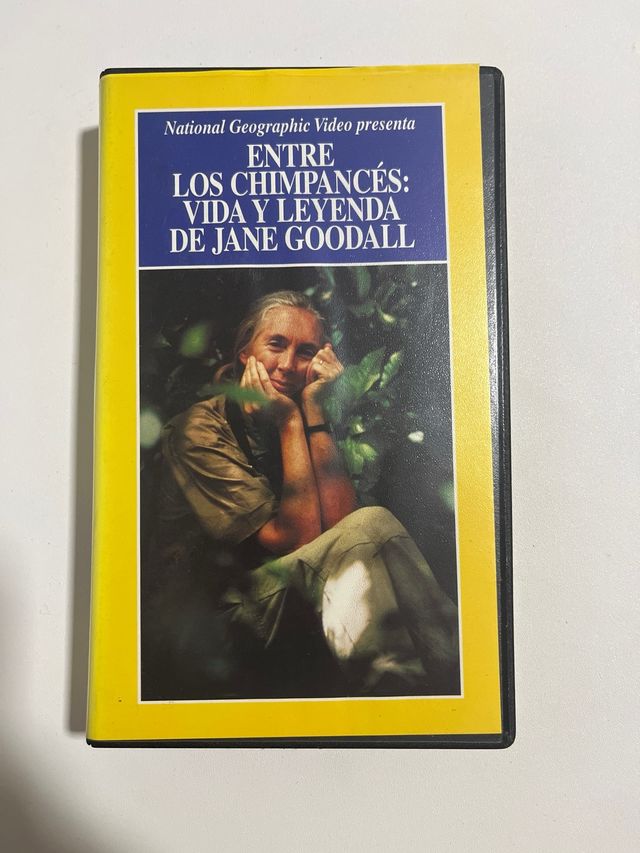 National Geographic Video presenta
ENTRE
LOS CHIMPANCÉS:
VIDA Y LEYENDA
DE JANE GOODALL